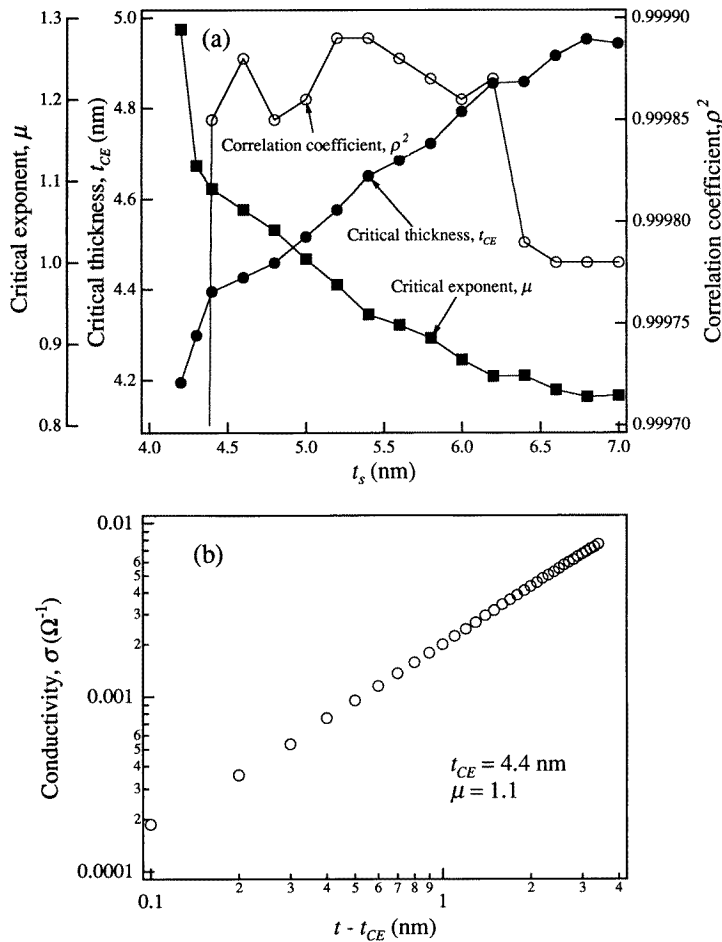 (a)
1.3
1.2
1.1
1.0
0.9
0.8
Critical exponent, μ
5.0
4.8
4.6
4.4
4.2
Critical thickness, t_CE (nm)
Correlation coefficient, ρ²
Critical thickness, t_CE
Critical exponent, μ
0.99990
0.99985
0.99980
0.99975
0.99970
Correlation coefficient, ρ²
4.0 4.5 5.0 5.5 6.0 6.5 7.0
t_s (nm)
(b)
0.01
6
5
4
3
2
0.001
6
5
4
3
2
0.0001
Conductivity, σ (Ω⁻¹)
t_CE = 4.4 nm
μ = 1.1
0.1 2 3 4 5 6 7 8 9 1 2 3 4
t - t_CE (nm)